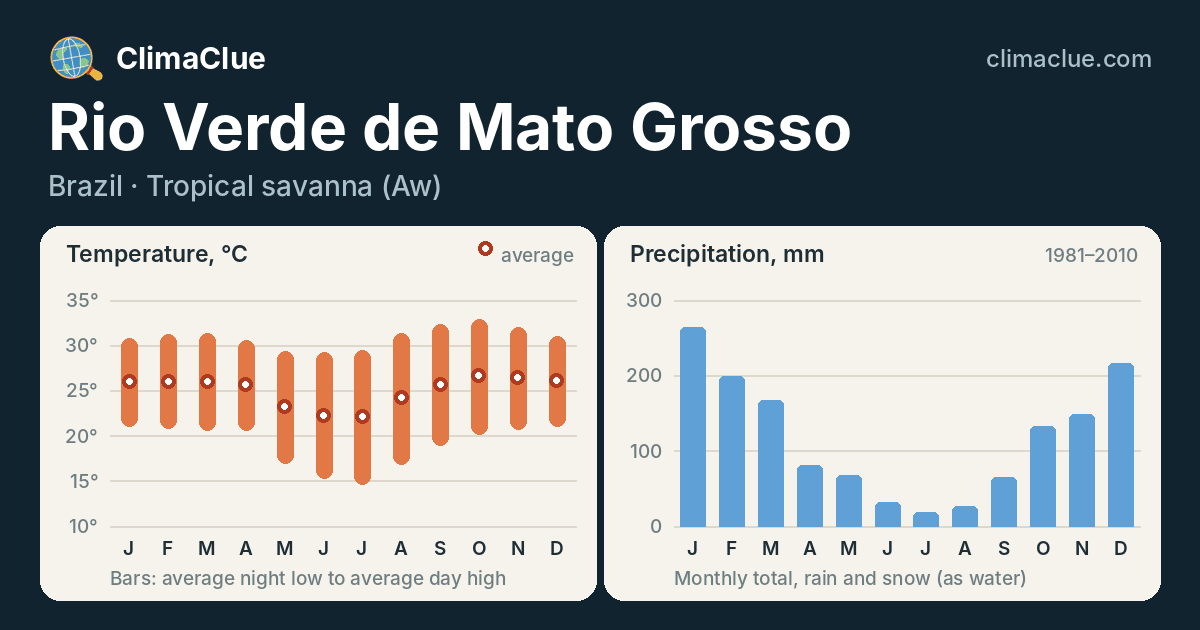 ClimaClue
climaclue.com
Rio Verde de Mato Grosso
Brazil · Tropical savanna (Aw)
Temperature, °C
average
35°
30°
25°
20°
15°
10°
J F M A M J J A S O N D
Bars: average night low to average day high
Precipitation, mm
1981–2010
300
200
100
0
J F M A M J J A S O N D
Monthly total, rain and snow (as water)